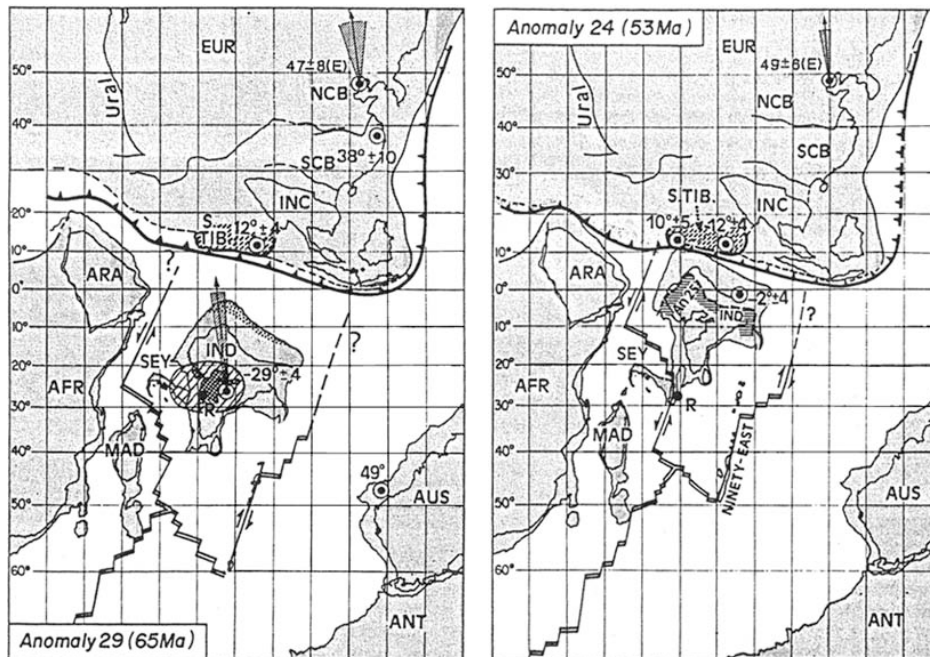 EUR
47±8(E)
50°
NCB
Ural
40°
SCB 38°±10
30°
INC
20°
S. 12°±4
TIB.
10°
?
ARA
0°
10°
?
SEY IND
20°
-29°±4
AFR
30°
R
40°
MAD
49°
50°
AUS
60°
ANT
Anomaly 29 (65Ma)
Anomaly 24 (53Ma)
EUR
49±6(E)
50°
NCB
Ural
40°
SCB
30°
S.TIB.
INC
20°
10°±5 12°±4
10°
ARA
0°
-2°±4
IND
10°
?
SEY
20°
AFR
R
30°
MAD
40°
NINETY-EAST
50°
AUS
60°
ANT